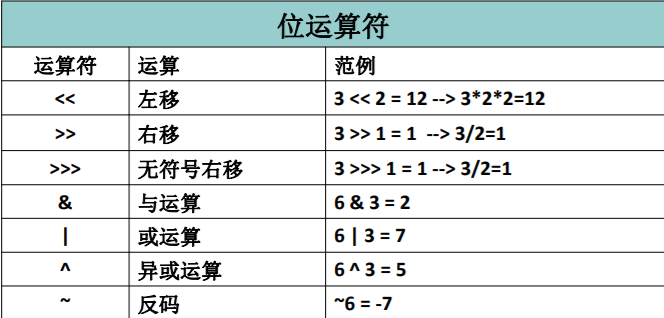 位运算符
运算符 运算 范例
<< 左移 3 << 2 = 12 --> 3*2*2=12
>> 右移 3 >> 1 = 1 --> 3/2=1
>>> 无符号右移 3 >>> 1 = 1 --> 3/2=1
& 与运算 6 & 3 = 2
| 或运算 6 | 3 = 7
^ 异或运算 6 ^ 3 = 5
~ 反码 ~6 = -7